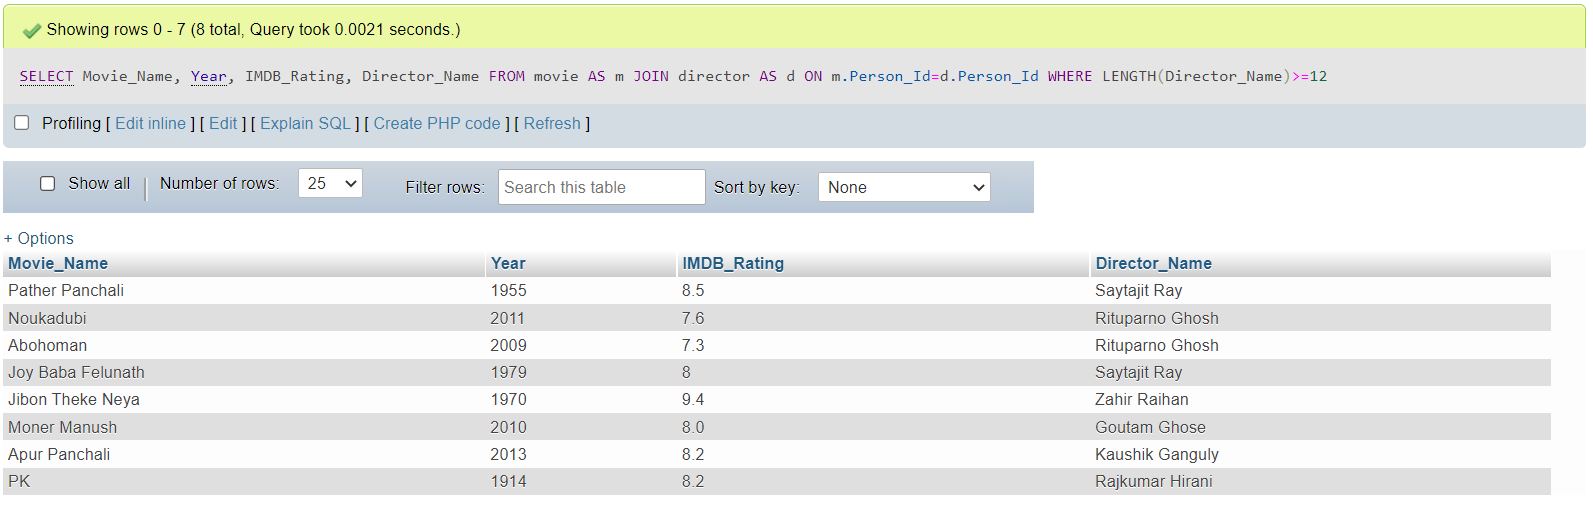 Showing rows 0 - 7 (8 total, Query took 0.0021 seconds.)
SELECT Movie_Name, Year, IMDB_Rating, Director_Name FROM movie AS m JOIN director AS d ON m.Person_Id=d.Person_Id WHERE LENGTH(Director_Name)>=12
Profiling [ Edit inline ] [ Edit ] [ Explain SQL ] [ Create PHP code ] [ Refresh ]
Show all Number of rows: 25 Filter rows: Search this table Sort by key: None
+ Options
Movie_Name Year IMDB_Rating Director_Name
Pather Panchali 1955 8.5 Saytajit Ray
Noukadubi 2011 7.6 Rituparno Ghosh
Abohoman 2009 7.3 Rituparno Ghosh
Joy Baba Felunath 1979 8 Saytajit Ray
Jibon Theke Neya 1970 9.4 Zahir Raihan
Moner Manush 2010 8.0 Goutam Ghose
Apur Panchali 2013 8.2 Kaushik Ganguly
PK 1914 8.2 Rajkumar Hirani